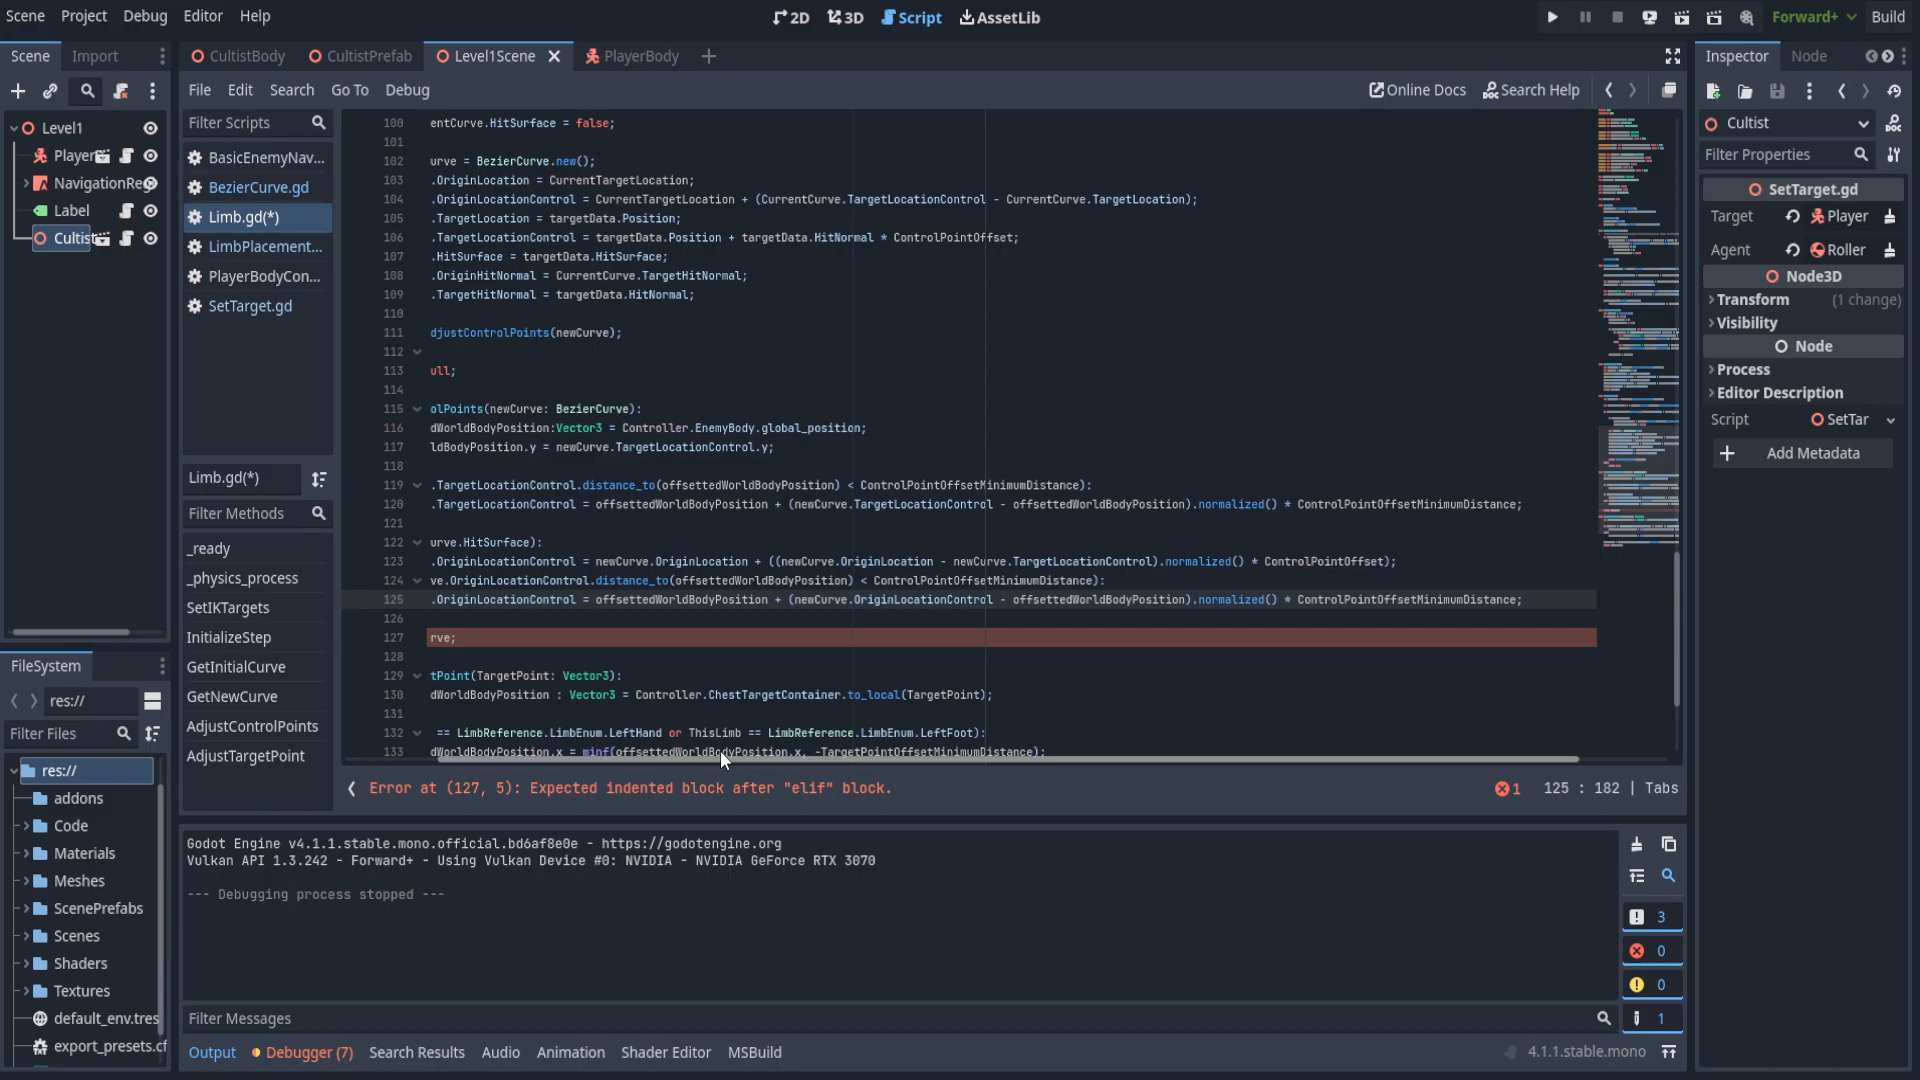 Scene Project Debug Editor Help
2D 3D Script AssetLib
Forward+ Build
Scene Import
CultistBody CultistPrefab Level1Scene PlayerBody
Inspector Node
File Edit Search Go To Debug
Online Docs Search Help
Level1
Player
NavigationReg
Label
Cultist
Filter Scripts
BasicEnemyNav...
BezierCurve.gd
Limb.gd(*)
LimbPlacement...
PlayerBodyCon...
SetTarget.gd
Limb.gd(*)
Filter Methods
_ready
_physics_process
SetIKTargets
InitializeStep
GetInitialCurve
GetNewCurve
AdjustControlPoints
AdjustTargetPoint
100 entCurve.HitSurface = false;
101
102 urve = BezierCurve.new();
103 .OriginLocation = CurrentTargetLocation;
104 .OriginLocationControl = CurrentTargetLocation + (CurrentCurve.TargetLocationControl - CurrentCurve.TargetLocation);
105 .TargetLocation = targetData.Position;
106 .TargetLocationControl = targetData.Position + targetData.HitNormal * ControlPointOffset;
107 .HitSurface = targetData.HitSurface;
108 .OriginHitNormal = CurrentCurve.TargetHitNormal;
109 .TargetHitNormal = targetData.HitNormal;
110
111 djustControlPoints(newCurve);
112
113 ull;
114
115 olPoints(newCurve: BezierCurve):
116 dWorldBodyPosition:Vector3 = Controller.EnemyBody.global_position;
117 ldBodyPosition.y = newCurve.TargetLocationControl.y;
118
119 .TargetLocationControl.distance_to(offsettedWorldBodyPosition) < ControlPointOffsetMinimumDistance):
120 .TargetLocationControl = offsettedWorldBodyPosition + (newCurve.TargetLocationControl - offsettedWorldBodyPosition).normalized() * ControlPointOffsetMinimumDistance;
121
122 urve.HitSurface):
123 .OriginLocationControl = newCurve.OriginLocation + ((newCurve.OriginLocation - newCurve.TargetLocationControl).normalized() * ControlPointOffset);
124 ve.OriginLocationControl.distance_to(offsettedWorldBodyPosition) < ControlPointOffsetMinimumDistance):
125 .OriginLocationControl = offsettedWorldBodyPosition + (newCurve.OriginLocationControl - offsettedWorldBodyPosition).normalized() * ControlPointOffsetMinimumDistance;
126
127 rve;
128
129 tPoint(TargetPoint: Vector3):
130 dWorldBodyPosition : Vector3 = Controller.ChestTargetContainer.to_local(TargetPoint);
131
132 == LimbReference.LimbEnum.LeftHand or ThisLimb == LimbReference.LimbEnum.LeftFoot):
133 dWorldBodyPosition.x = minf(offsettedWorldBodyPosition.x, -TargetPointOffsetMinimumDistance);
Error at (127, 5): Expected indented block after "elif" block.
1 125 : 182 | Tabs
Cultist
Filter Properties
SetTarget.gd
Target Player
Agent Roller
Node3D
Transform (1 change)
Visibility
Node
Process
Editor Description
Script SetTar
Add Metadata
FileSystem
res://
Filter Files
res://
addons
Code
Materials
Meshes
ScenePrefabs
Scenes
Shaders
Textures
default_env.tres
export_presets.cf
Godot Engine v4.1.1.stable.mono.official.bd6af8e0e - https://godotengine.org
Vulkan API 1.3.242 - Forward+ - Using Vulkan Device #0: NVIDIA - NVIDIA GeForce RTX 3070
--- Debugging process stopped ---
3
0
0
1
Filter Messages
Output Debugger (7) Search Results Audio Animation Shader Editor MSBuild
4.1.1.stable.mono